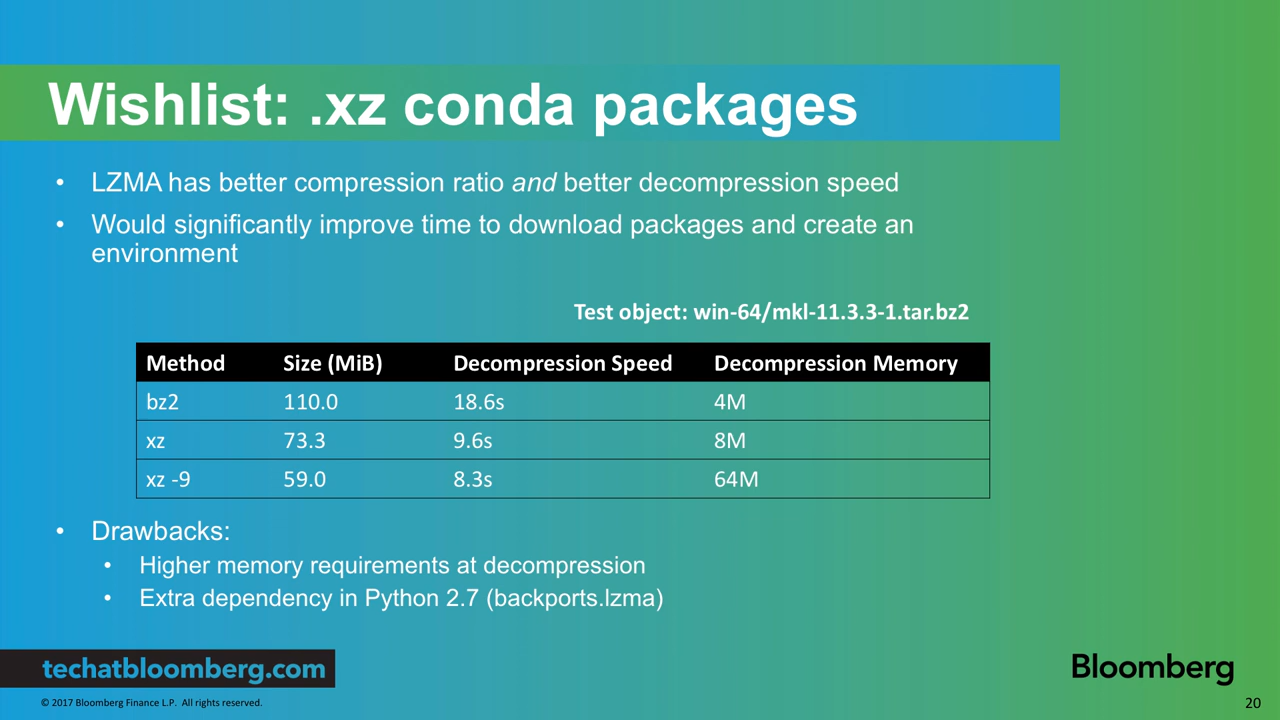 Wishlist: .xz conda packages
• LZMA has better compression ratio and better decompression speed
• Would significantly improve time to download packages and create an
environment
Test object: win-64/mkl-11.3.3-1.tar.bz2
Method Size (MiB) Decompression Speed Decompression Memory
bz2 110.0 18.6s 4M
xz 73.3 9.6s 8M
xz -9 59.0 8.3s 64M
• Drawbacks:
• Higher memory requirements at decompression
• Extra dependency in Python 2.7 (backports.lzma)
techatbloomberg.com
Bloomberg
© 2017 Bloomberg Finance L.P. All rights reserved.
20